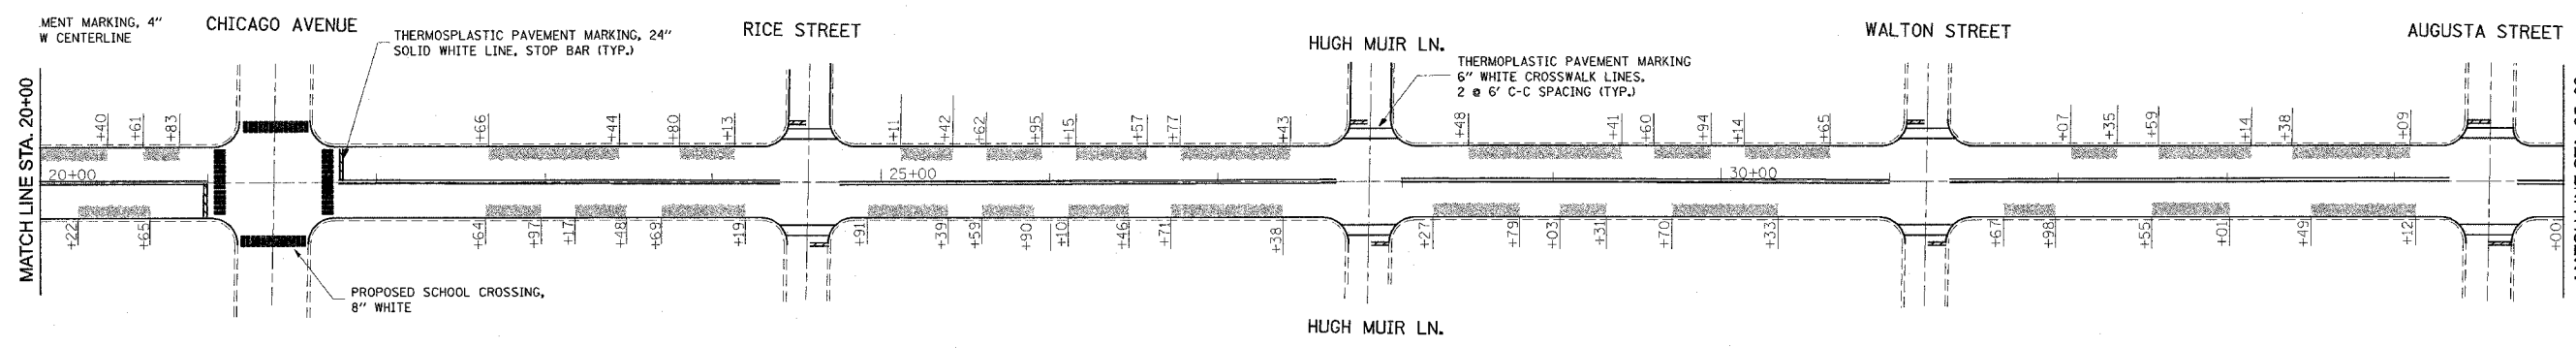 .MENT MARKING, 4"
W CENTERLINE
CHICAGO AVENUE
THERMOSPLASTIC PAVEMENT MARKING, 24"
SOLID WHITE LINE, STOP BAR (TYP.)
RICE STREET
HUGH MUIR LN.
THERMOPLASTIC PAVEMENT MARKING
6" WHITE CROSSWALK LINES,
2 @ 6' C-C SPACING (TYP.)
WALTON STREET
AUGUSTA STREET
MATCH LINE STA. 20+00
+40 +61 +83 +66 +44 +80 +13 +11 +42 +62 +95 +15 +57 +77 +43 +48 +41 +60 +94 +14 +65 +07 +35 +59 +14 +38 +09
20+00 25+00 30+00
+22 +65 +64 +97 +17 +48 +69 +19 +91 +39 +59 +90 +10 +46 +71 +38 +27 +79 +03 +31 +70 +33 +67 +98 +55 +01 +49 +12 +00
PROPOSED SCHOOL CROSSING,
8" WHITE
HUGH MUIR LN.